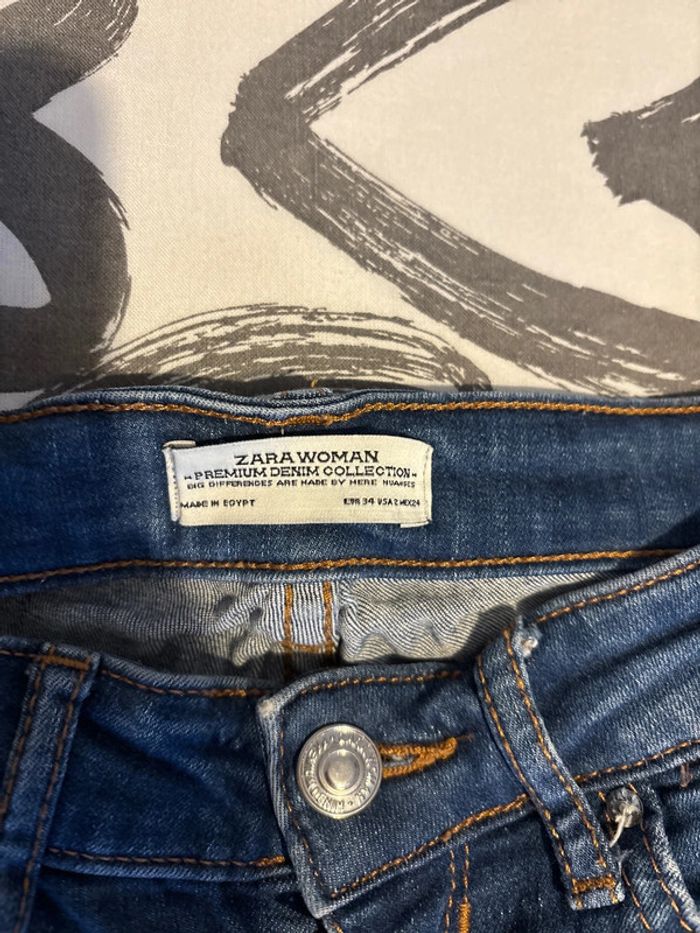 ZARA WOMAN
-PREMIUM DENIM COLLECTION-
BIG DIFFERENCES ARE MADE BY MERE NUANCES
MADE IN EGYPT EUR 34 USA 2 MEX 24
DENIM